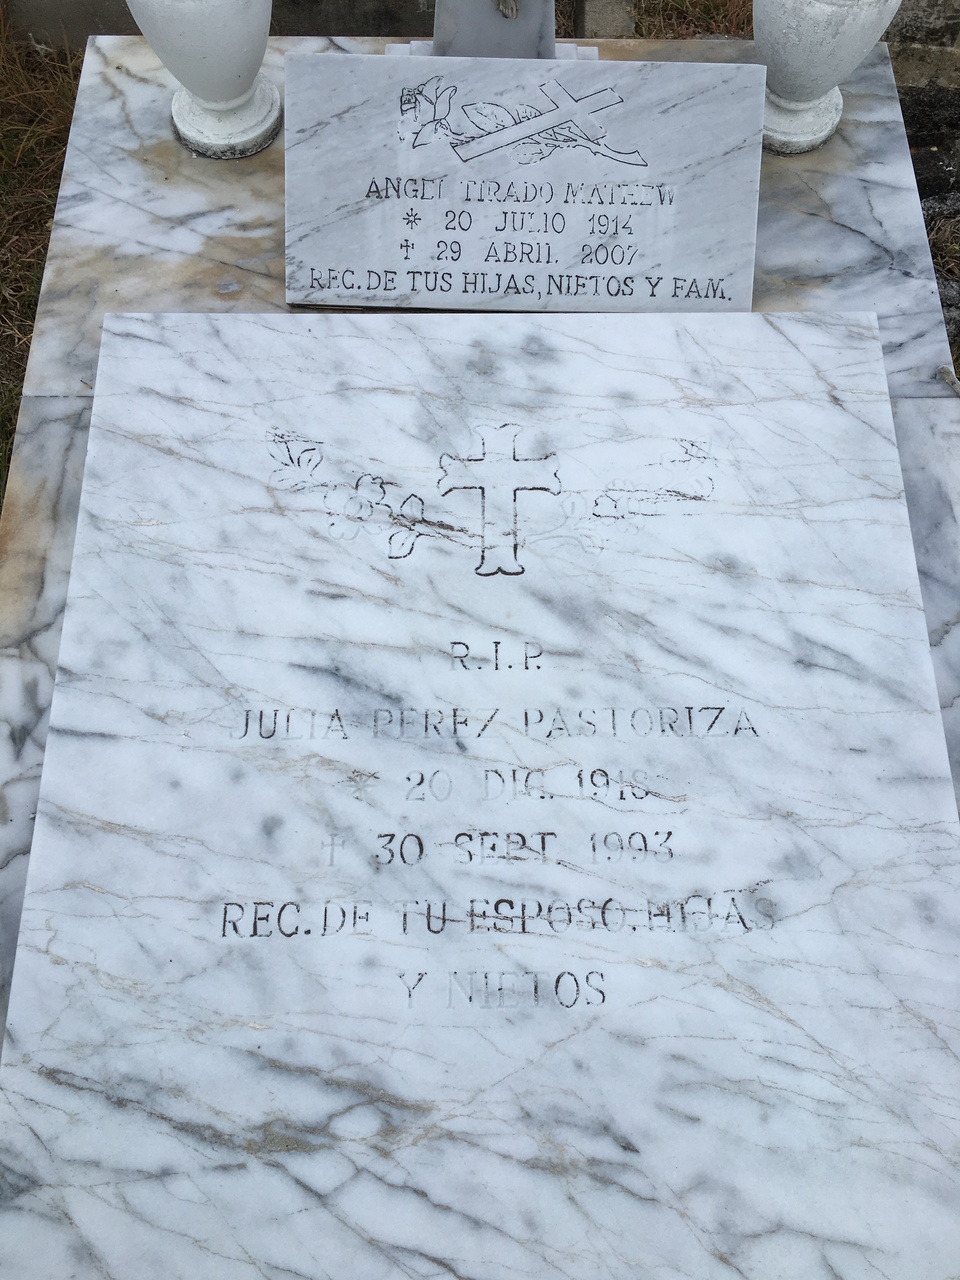 ANGEL TIRADO MATHEW
20 JULIO 1914
29 ABRIL 2007
REC. DE TUS HIJAS, NIETOS Y FAM.
R.I.P.
JULIA PEREZ PASTORIZA
20 DIC. 1918
30 SEPT. 1993
REC. DE TU ESPOSO, HIJAS
Y NIETOS